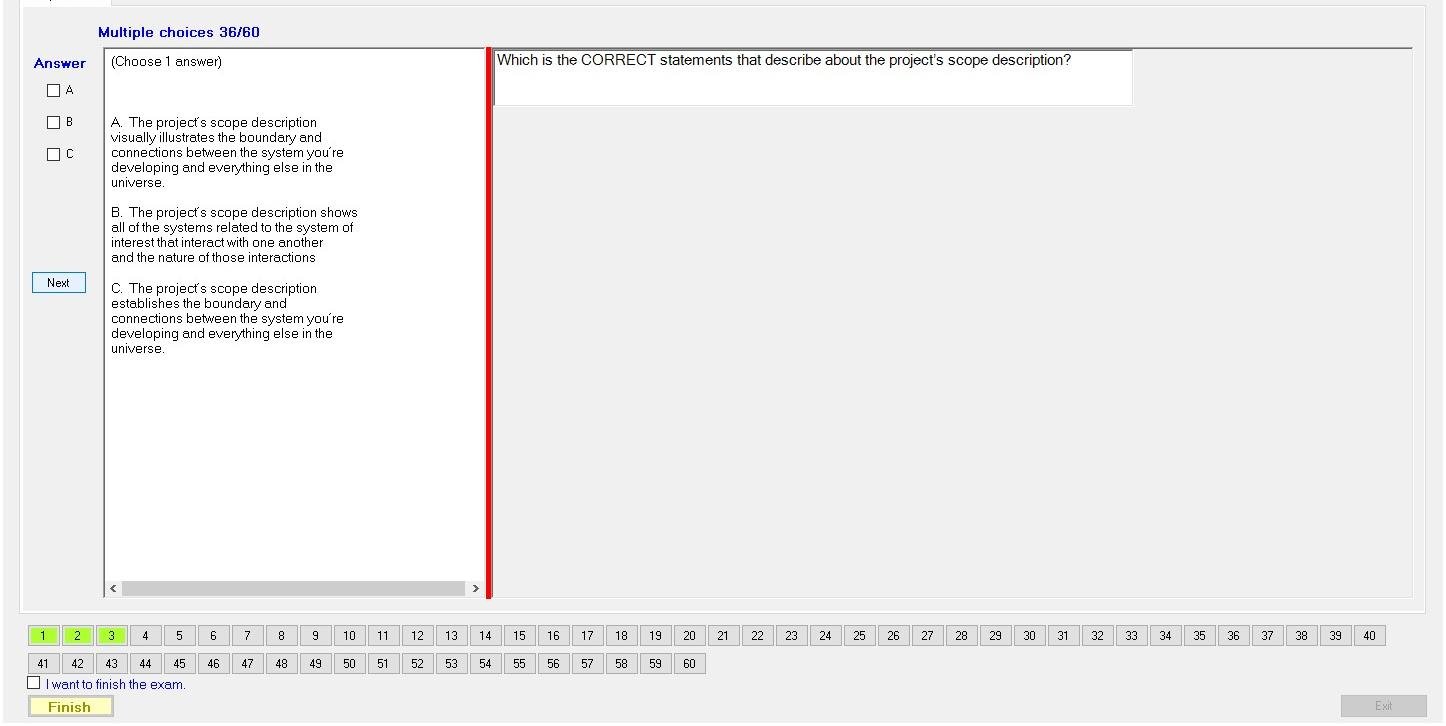 Multiple choices 36/60
Answer
A
B
C
Next
(Choose 1 answer)
A. The project´s scope description
visually illustrates the boundary and
connections between the system you´re
developing and everything else in the
universe.
B. The project´s scope description shows
all of the systems related to the system of
interest that interact with one another
and the nature of those interactions
C. The project´s scope description
establishes the boundary and
connections between the system you´re
developing and everything else in the
universe.
Which is the CORRECT statements that describe about the project's scope description?
1 2 3 4 5 6 7 8 9 10 11 12 13 14 15 16 17 18 19 20 21 22 23 24 25 26 27 28 29 30 31 32 33 34 35 36 37 38 39 40
41 42 43 44 45 46 47 48 49 50 51 52 53 54 55 56 57 58 59 60
I want to finish the exam.
Finish
Exit